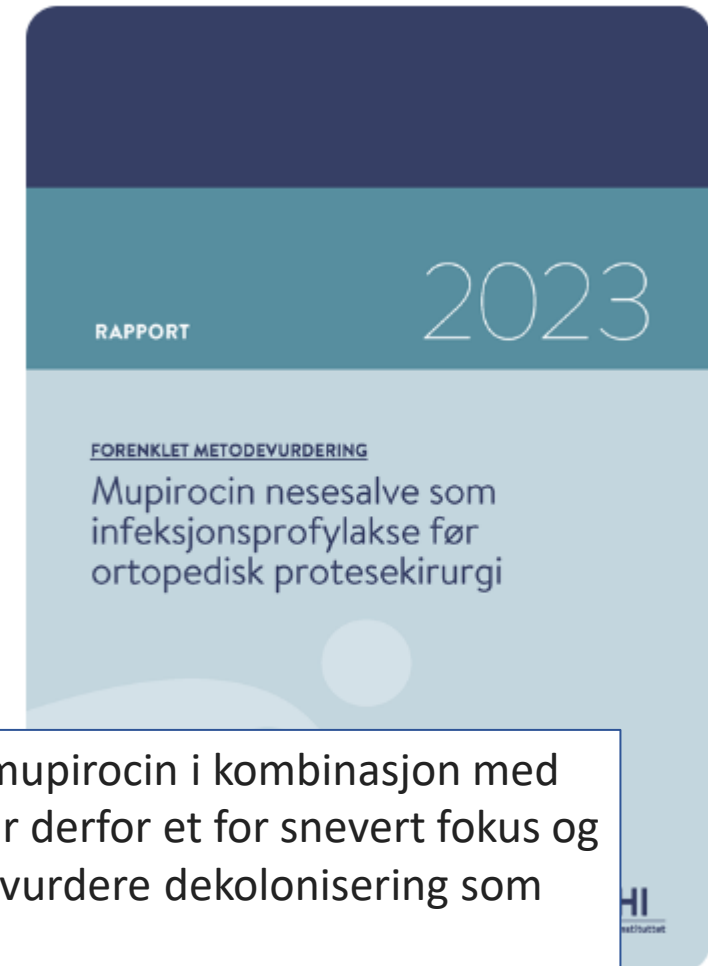 2023
RAPPORT
FORENKLET METODEVURDERING
Mupirocin nesesalve som
infeksjonsprofylakse før
ortopedisk protesekirurgi
mupirocin i kombinasjon med
r derfor et for snevert fokus og
vurdere dekolonisering som
HI